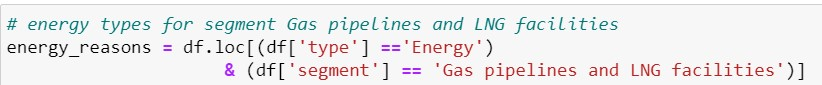 # energy types for segment Gas pipelines and LNG facilities
energy_reasons = df.loc[(df['type'] =='Energy')
& (df['segment'] == 'Gas pipelines and LNG facilities')]